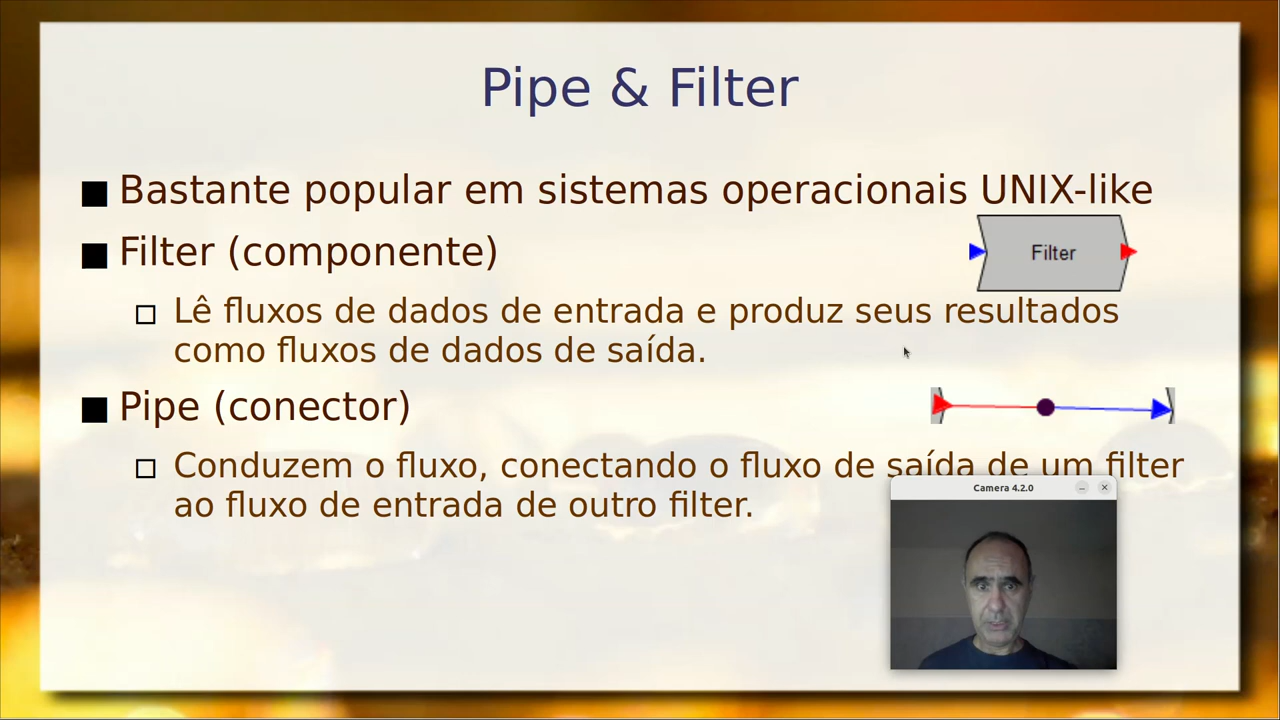 Pipe & Filter
Bastante popular em sistemas operacionais UNIX-like
Filter (componente)
Filter
Lê fluxos de dados de entrada e produz seus resultados
como fluxos de dados de saída.
Pipe (conector)
Conduzem o fluxo, conectando o fluxo de saída de um filter
ao fluxo de entrada de outro filter.
Camera 4.2.0